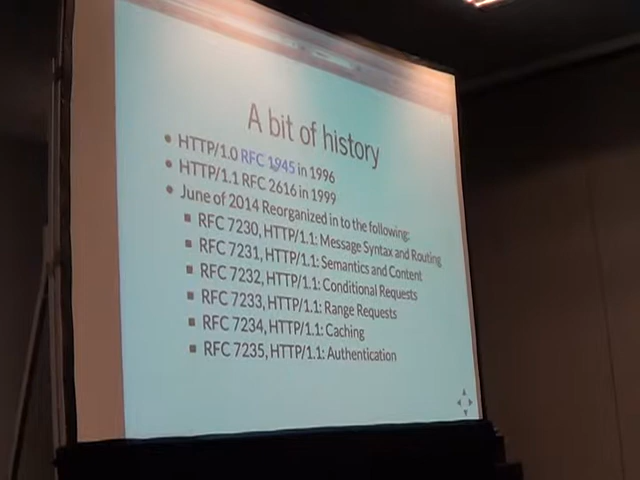 A bit of history
HTTP/1.0 RFC 1945 in 1996
HTTP/1.1 RFC 2616 in 1999
June of 2014 Reorganized in to the following:
RFC 7230, HTTP/1.1: Message Syntax and Routing
RFC 7231, HTTP/1.1: Semantics and Content
RFC 7232, HTTP/1.1: Conditional Requests
RFC 7233, HTTP/1.1: Range Requests
RFC 7234, HTTP/1.1: Caching
RFC 7235, HTTP/1.1: Authentication